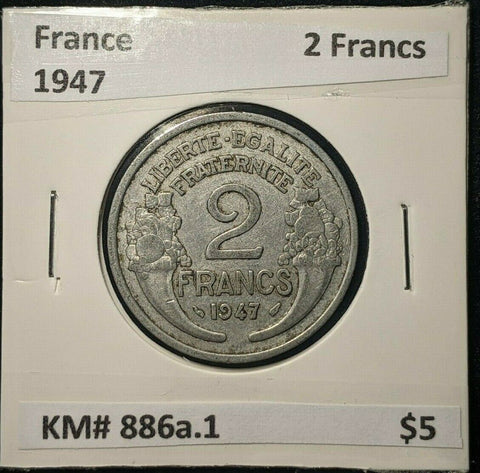 France 2 Francs
1947
LIBERTE·EGALITE
FRATERNITE
2
FRANCS
1947
KM# 886a.1 $5